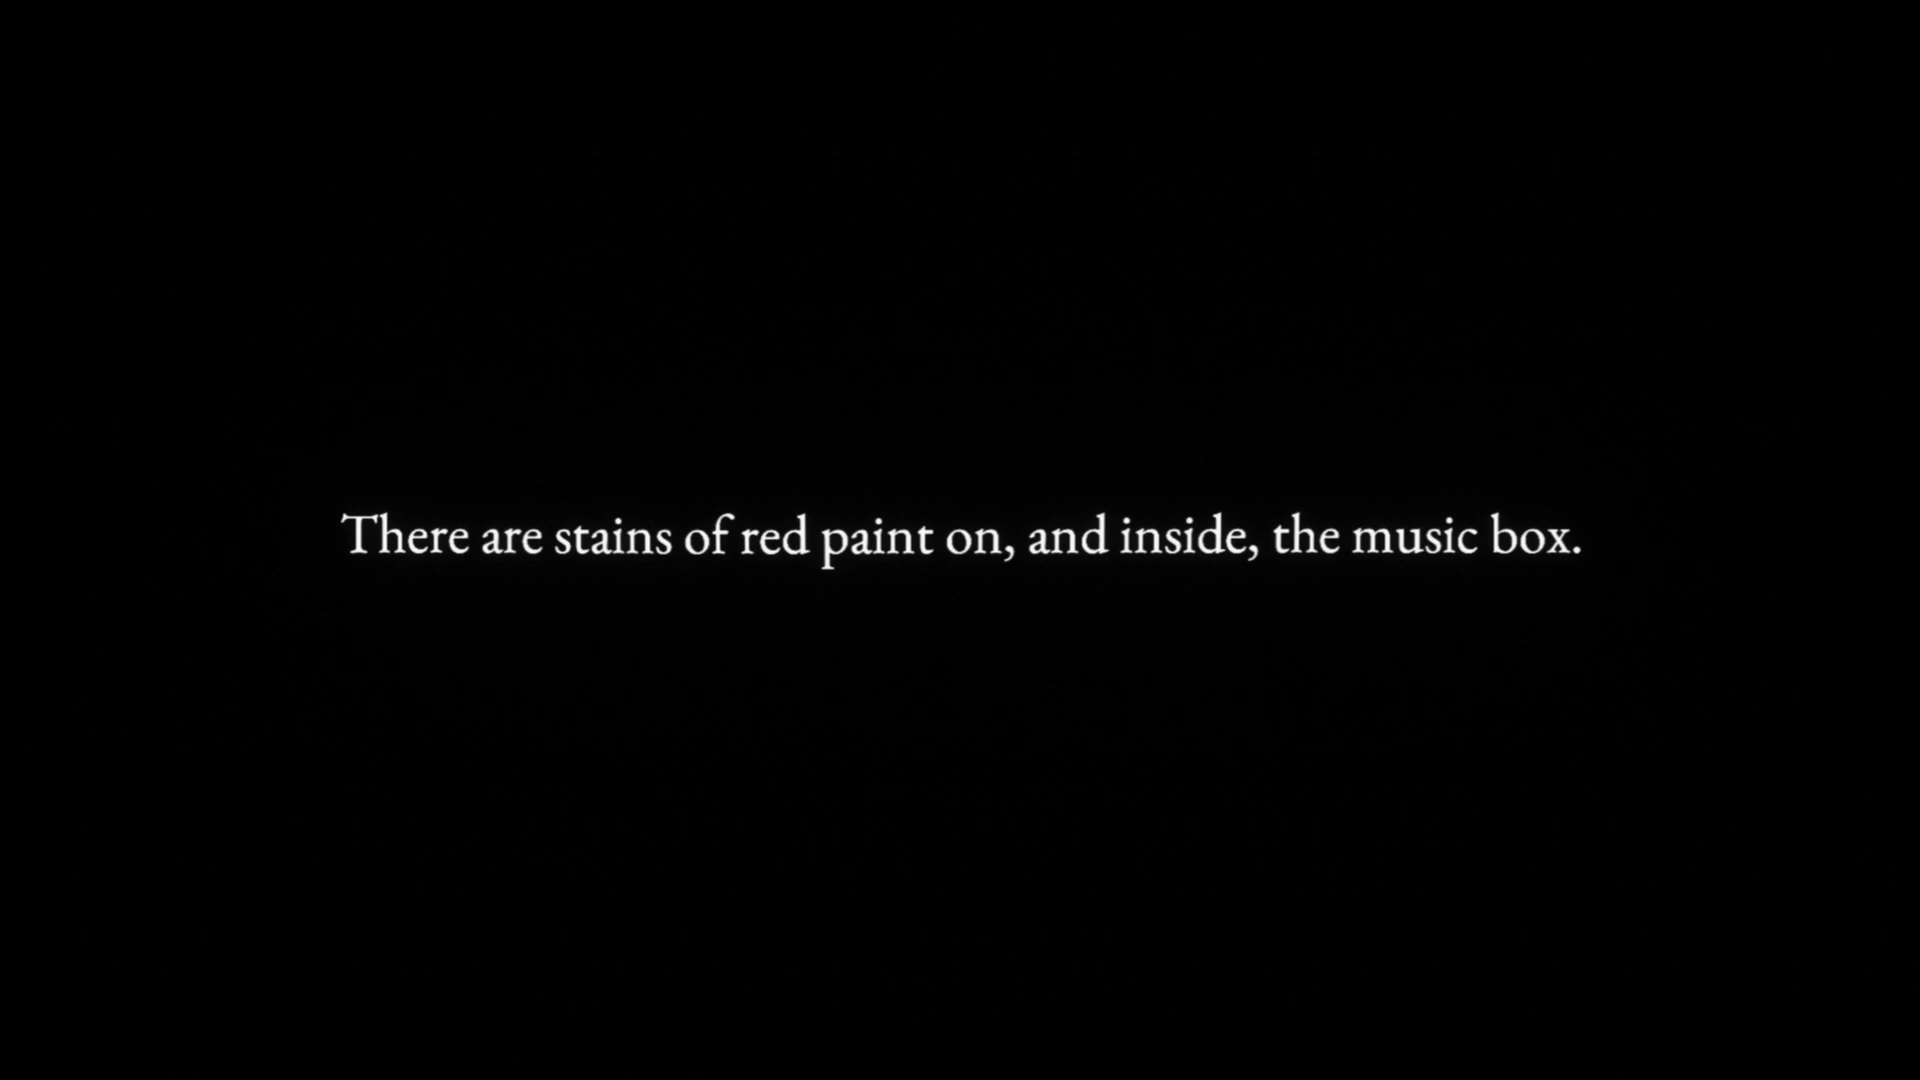 There are stains of red paint on, and inside, the music box.